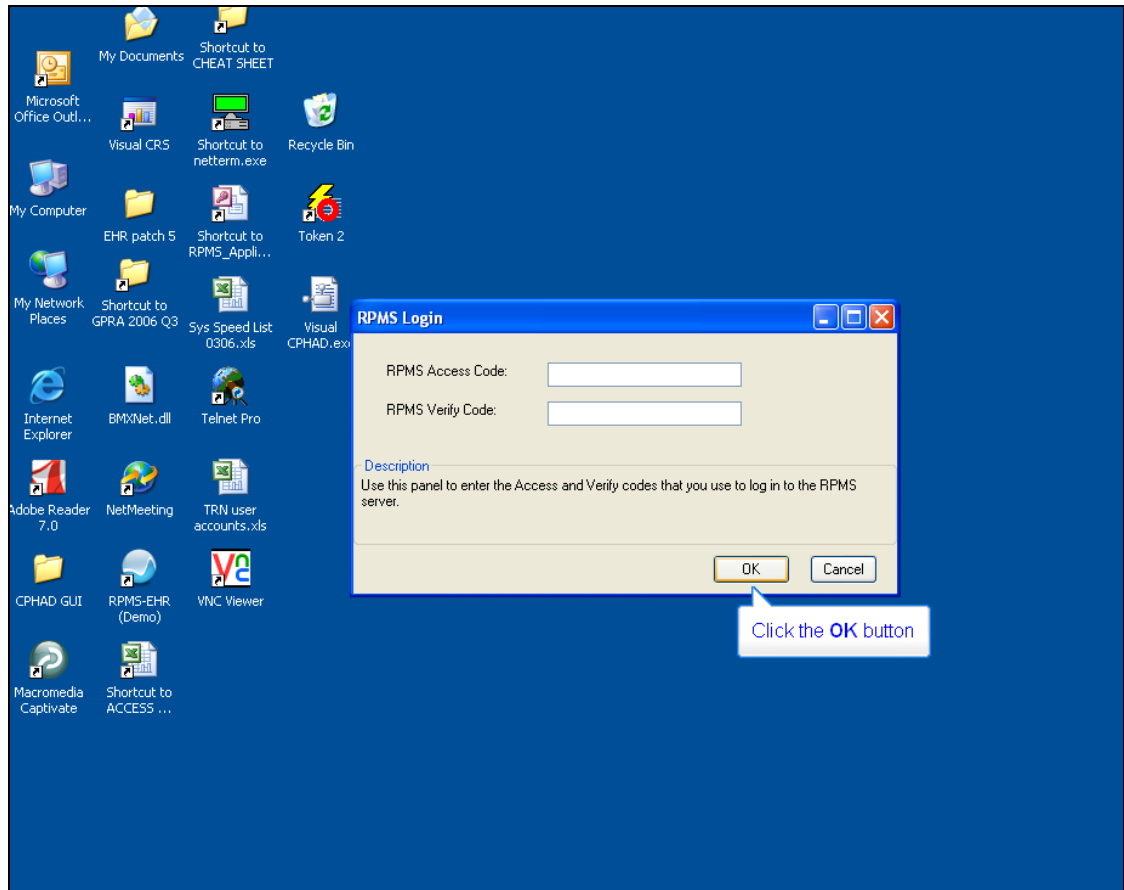 My Documents
Shortcut to
CHEAT SHEET
Microsoft
Office Outl...
Visual CRS
Shortcut to
netterm.exe
Recycle Bin
My Computer
EHR patch 5
Shortcut to
RPMS_Appli...
Token 2
My Network
Places
Shortcut to
GPRA 2006 Q3
Sys Speed List
0306.xls
Visual
CPHAD.exe
Internet
Explorer
BMXNet.dll
Telnet Pro
Adobe Reader
7.0
NetMeeting
TRN user
accounts.xls
CPHAD GUI
RPMS-EHR
(Demo)
VNC Viewer
Macromedia
Captivate
Shortcut to
ACCESS ...
RPMS Login
RPMS Access Code:
RPMS Verify Code:
Description
Use this panel to enter the Access and Verify codes that you use to log in to the RPMS
server.
OK
Cancel
Click the OK button